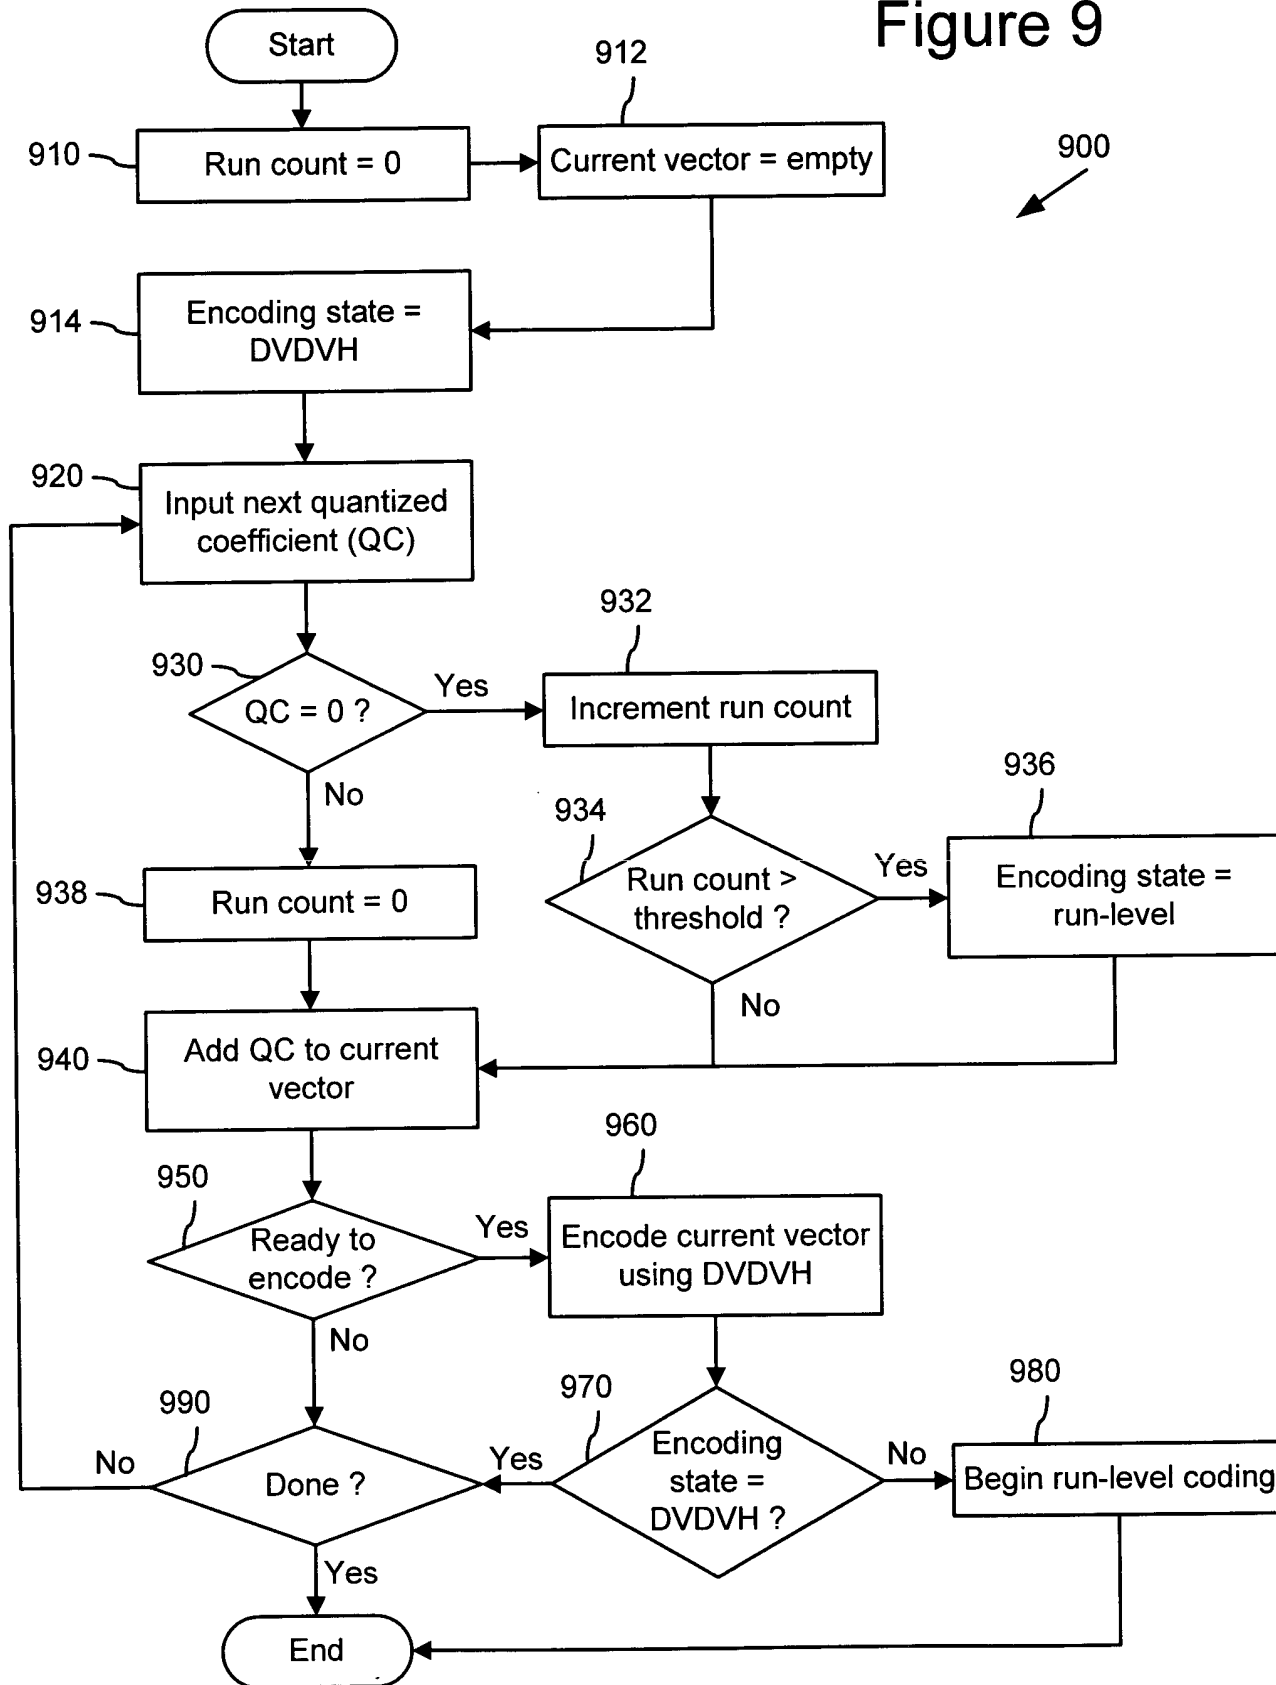 Figure 9
Start
912
910
Run count = 0
Current vector = empty
900
914
Encoding state =
DVDVH
920
Input next quantized
coefficient (QC)
932
930
QC = 0 ?
Yes
Increment run count
No
936
934
Run count >
threshold ?
Yes
Encoding state =
run-level
938
Run count = 0
No
940
Add QC to current
vector
960
950
Ready to
encode ?
Yes
Encode current vector
using DVDVH
No
980
970
990
Encoding
state =
DVDVH ?
No
Done ?
Yes
No
Begin run-level coding
Yes
End